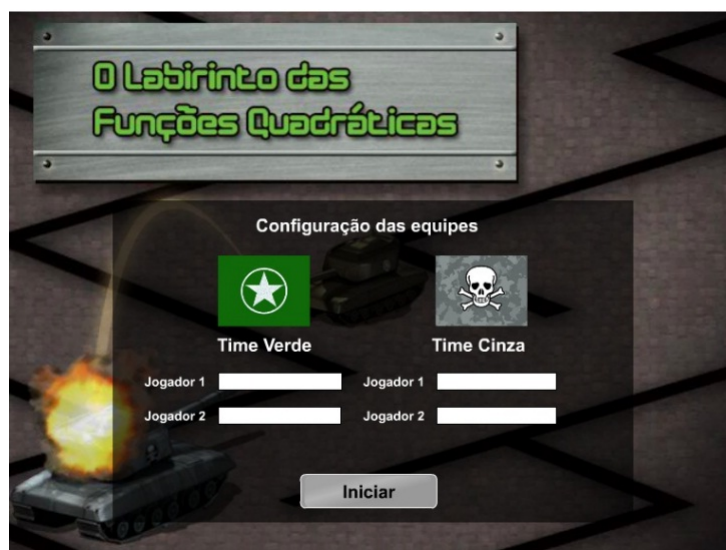 O Labirinto das
Funções Quadráticas
Configuração das equipes
Time Verde
Time Cinza
Jogador 1
Jogador 1
Jogador 2
Jogador 2
Iniciar